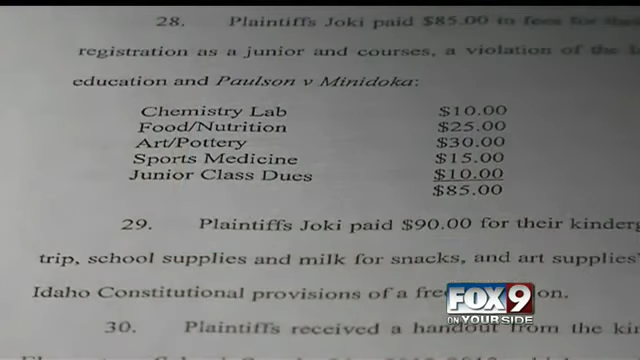 28. Plaintiffs Joki paid $85.00 in fees for their
registration as a junior and courses, a violation of the
education and Paulson v Minidoka:
Chemistry Lab $10.00
Food/Nutrition $25.00
Art/Pottery $30.00
Sports Medicine $15.00
Junior Class Dues $10.00
$85.00
29. Plaintiffs Joki paid $90.00 for their kinderg
trip, school supplies and milk for snacks, and art supplies
Idaho Constitutional provisions of a fre on.
30. Plaintiffs received a handout from the kin
FOX 9
ON YOUR SIDE